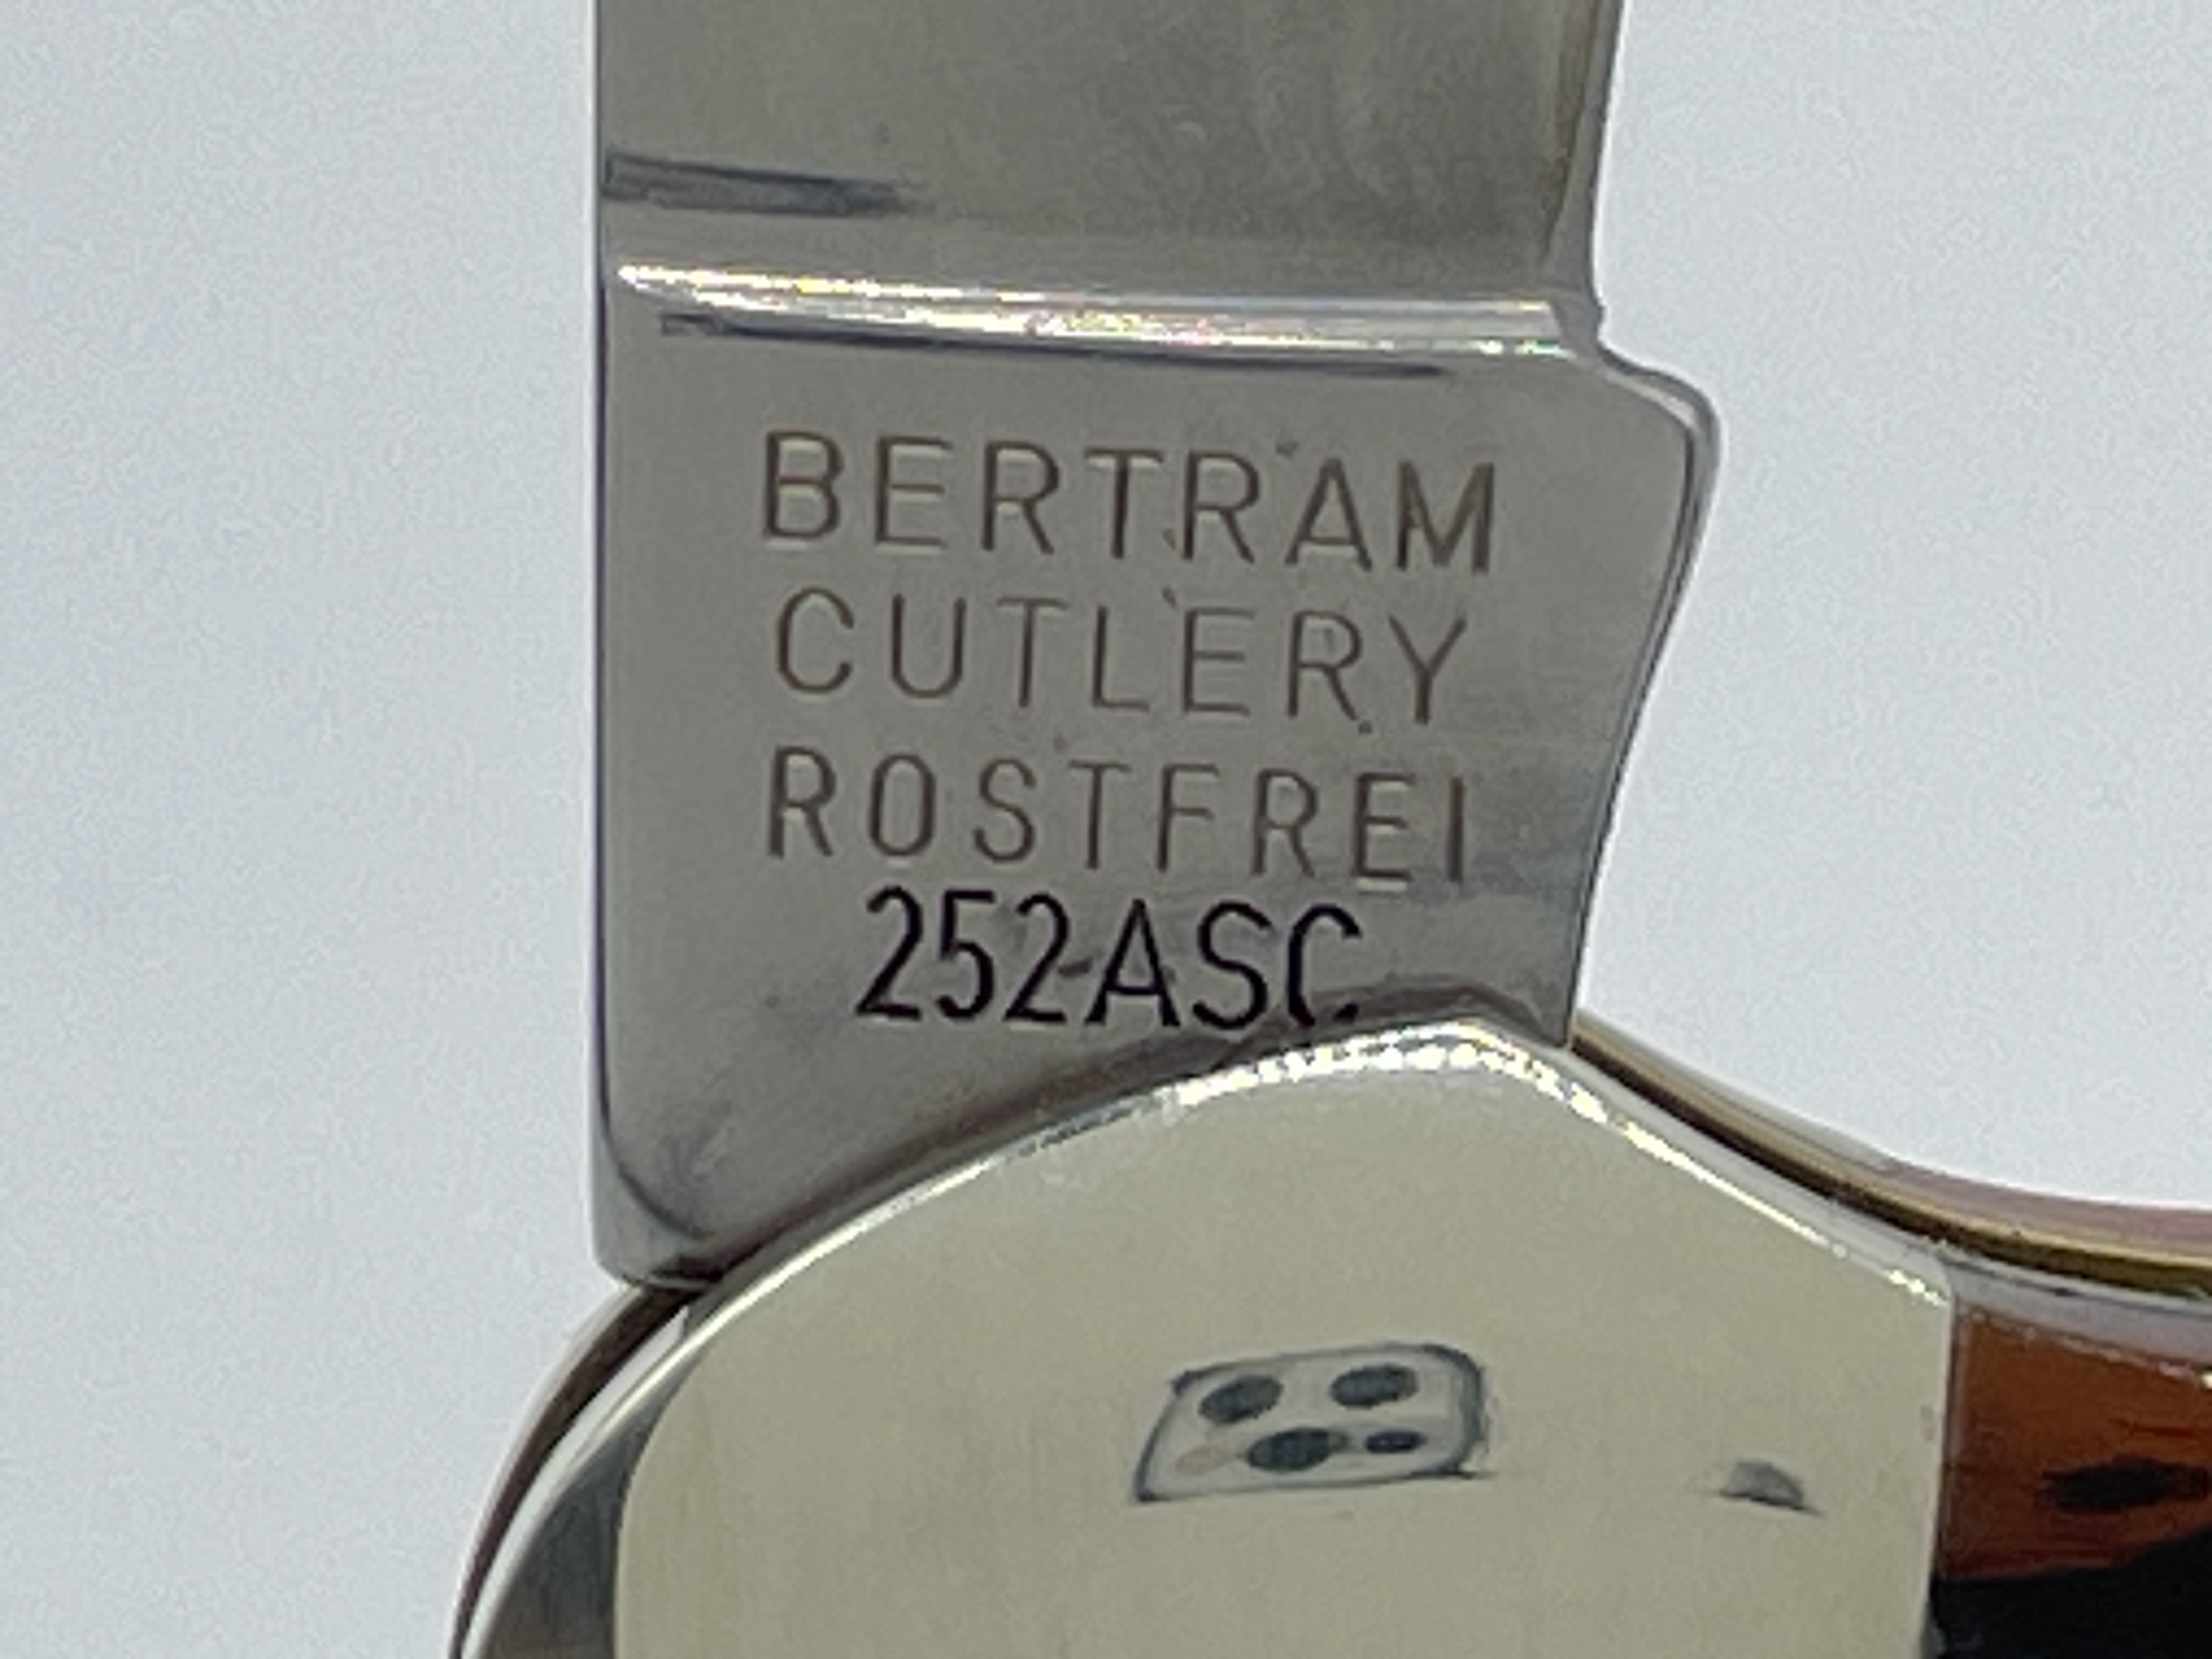 BERTRAM
CUTLERY
ROSTFREI
252ASC